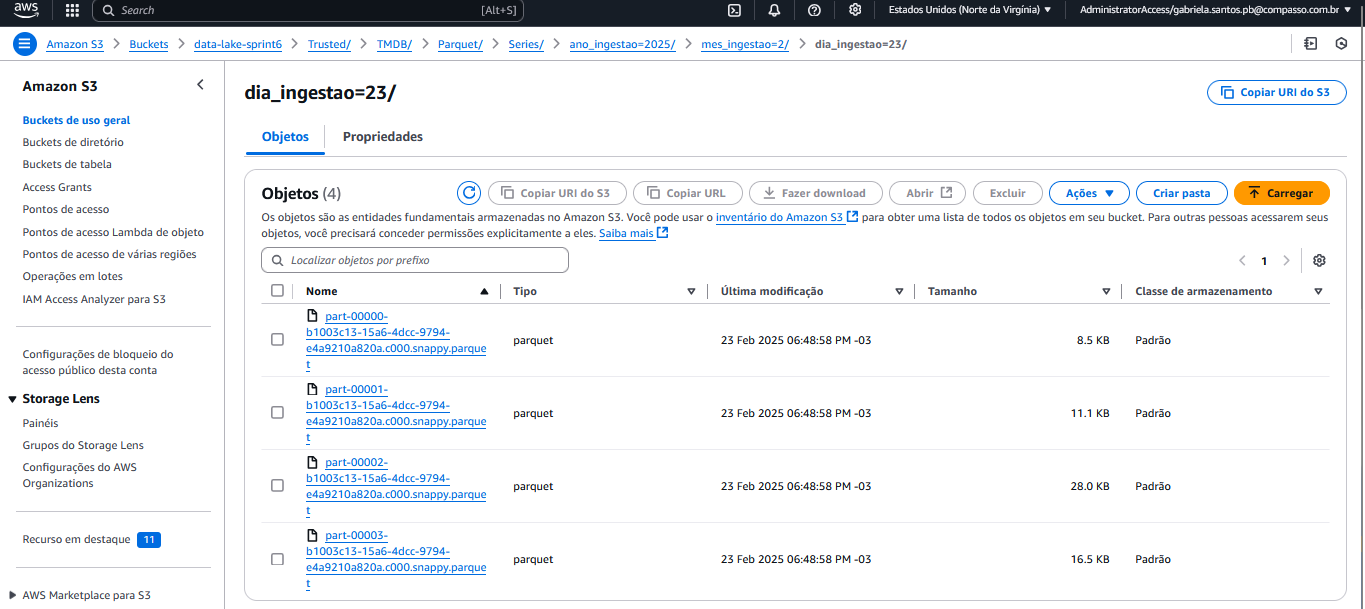 aws
Search
[Alt+S]
Estados Unidos (Norte da Virgínia)
AdministratorAccess/gabriela.santos.pb@compasso.com.br
Amazon S3
Buckets
data-lake-sprint6
Trusted/
TMDB/
Parquet/
Series/
ano_ingestao=2025/
mes_ingestao=2/
dia_ingestao=23/
Amazon S3
Buckets de uso geral
Buckets de diretório
Buckets de tabela
Access Grants
Pontos de acesso
Pontos de acesso Lambda de objeto
Pontos de acesso de várias regiões
Operações em lotes
IAM Access Analyzer para S3
Configurações de bloqueio do
acesso público desta conta
Storage Lens
Painéis
Grupos do Storage Lens
Configurações do AWS
Organizations
Recurso em destaque 11
AWS Marketplace para S3
dia_ingestao=23/
Copiar URI do S3
Objetos
Propriedades
Objetos (4)
Copiar URI do S3
Copiar URL
Fazer download
Abrir
Excluir
Ações
Criar pasta
Carregar
Os objetos são as entidades fundamentais armazenadas no Amazon S3. Você pode usar o inventário do Amazon S3 para obter uma lista de todos os objetos em seu bucket. Para outras pessoas acessarem seus
objetos, você precisará conceder permissões explicitamente a eles. Saiba mais
Localizar objetos por prefixo
1
Nome
Tipo
Última modificação
Tamanho
Classe de armazenamento
part-00000-
b1003c13-15a6-4dcc-9794-
e4a9210a820a.c000.snappy.parque
t
parquet
23 Feb 2025 06:48:58 PM -03
8.5 KB
Padrão
part-00001-
b1003c13-15a6-4dcc-9794-
e4a9210a820a.c000.snappy.parque
t
parquet
23 Feb 2025 06:48:58 PM -03
11.1 KB
Padrão
part-00002-
b1003c13-15a6-4dcc-9794-
e4a9210a820a.c000.snappy.parque
t
parquet
23 Feb 2025 06:48:58 PM -03
28.0 KB
Padrão
part-00003-
b1003c13-15a6-4dcc-9794-
e4a9210a820a.c000.snappy.parque
t
parquet
23 Feb 2025 06:48:58 PM -03
16.5 KB
Padrão